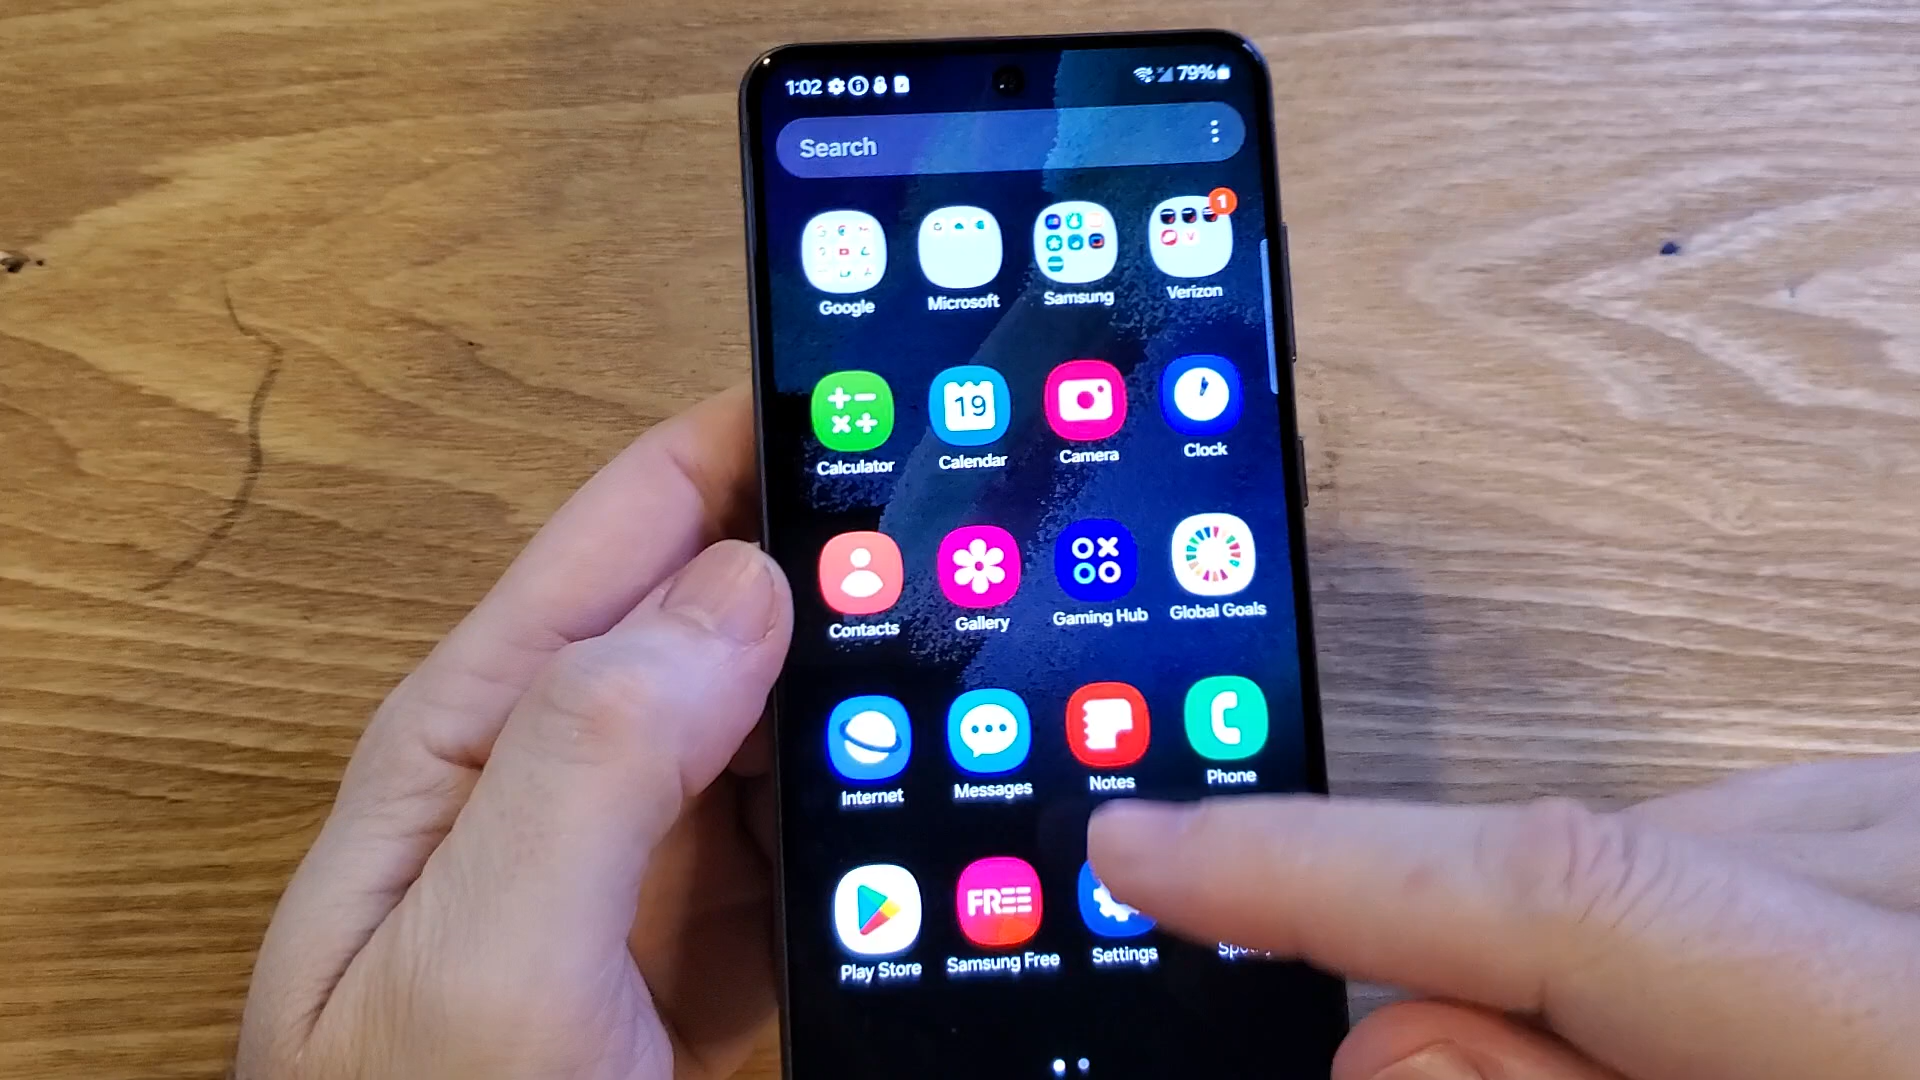 1:02 79%
Search
1
Google Microsoft Samsung Verizon
19
Calculator Calendar Camera Clock
Contacts Gallery Gaming Hub Global Goals
Internet Messages Notes Phone
FREE
Play Store Samsung Free Settings